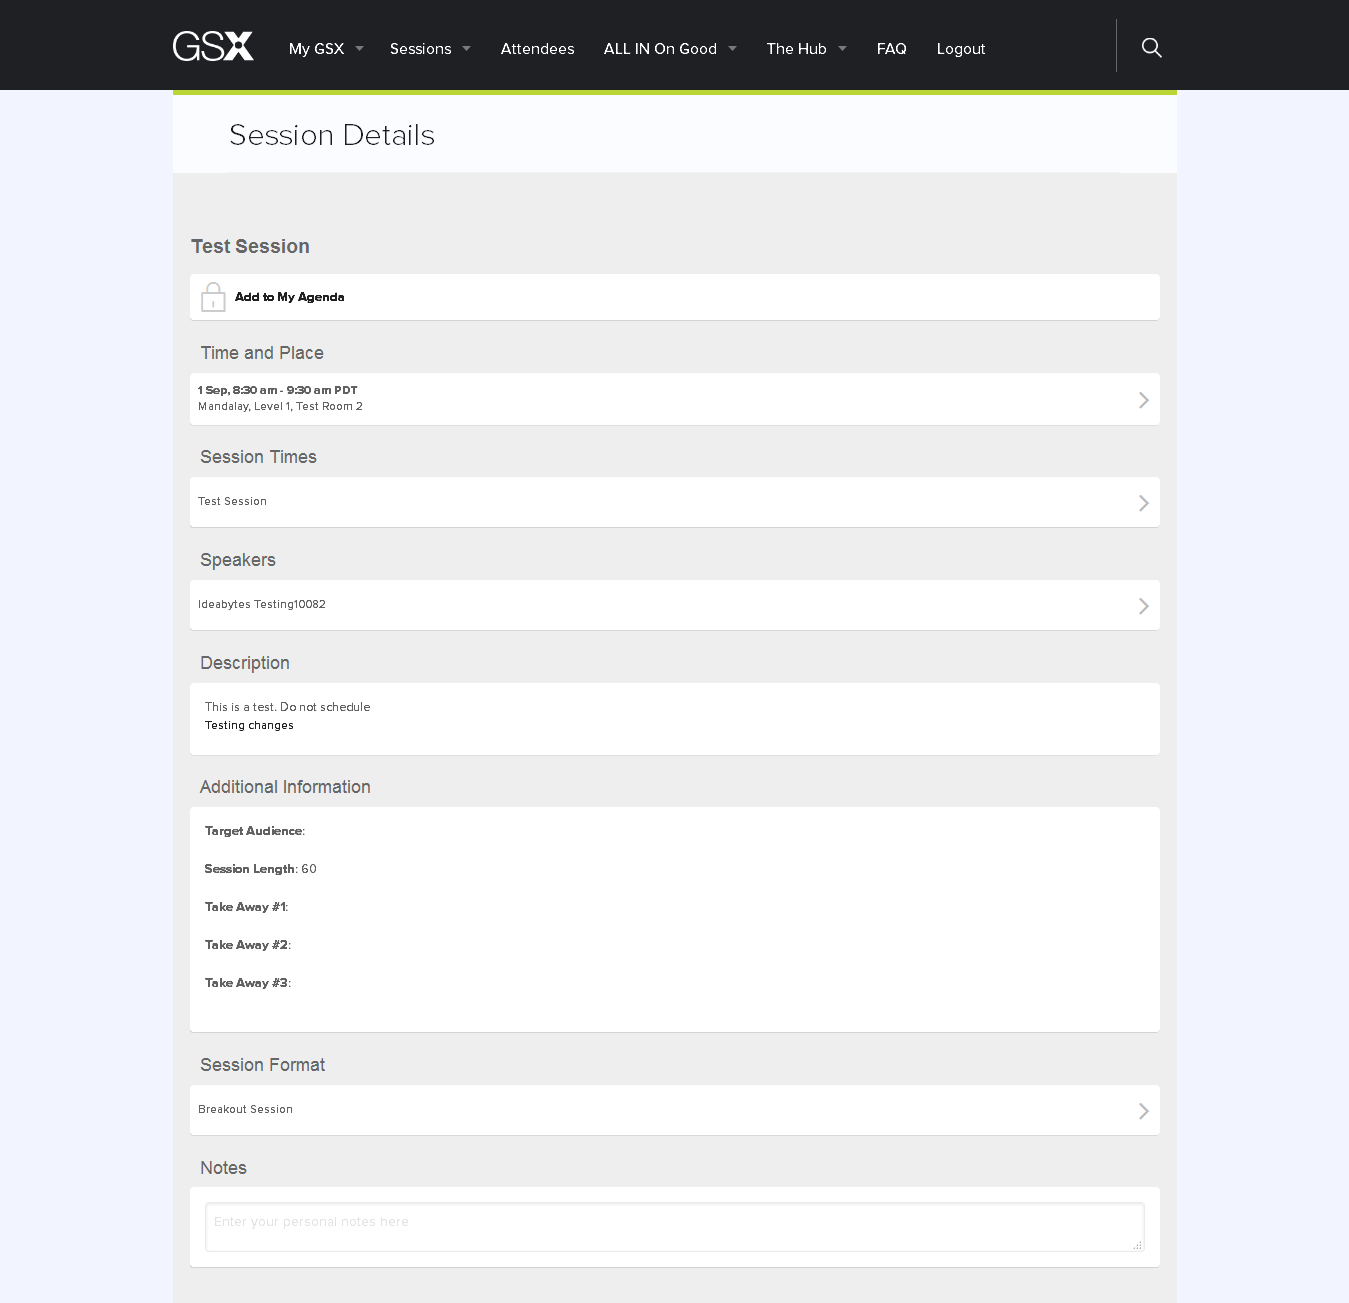 GSX
My GSX
Sessions
Attendees
ALL IN On Good
The Hub
FAQ
Logout
Session Details
Test Session
Add to My Agenda
Time and Place
1 Sep, 8:30 am - 9:30 am PDT
Mandalay, Level 1, Test Room 2
Session Times
Test Session
Speakers
Ideabytes Testing10082
Description
This is a test. Do not schedule
Testing changes
Additional Information
Target Audience:
Session Length: 60
Take Away #1:
Take Away #2:
Take Away #3:
Session Format
Breakout Session
Notes
Enter your personal notes here